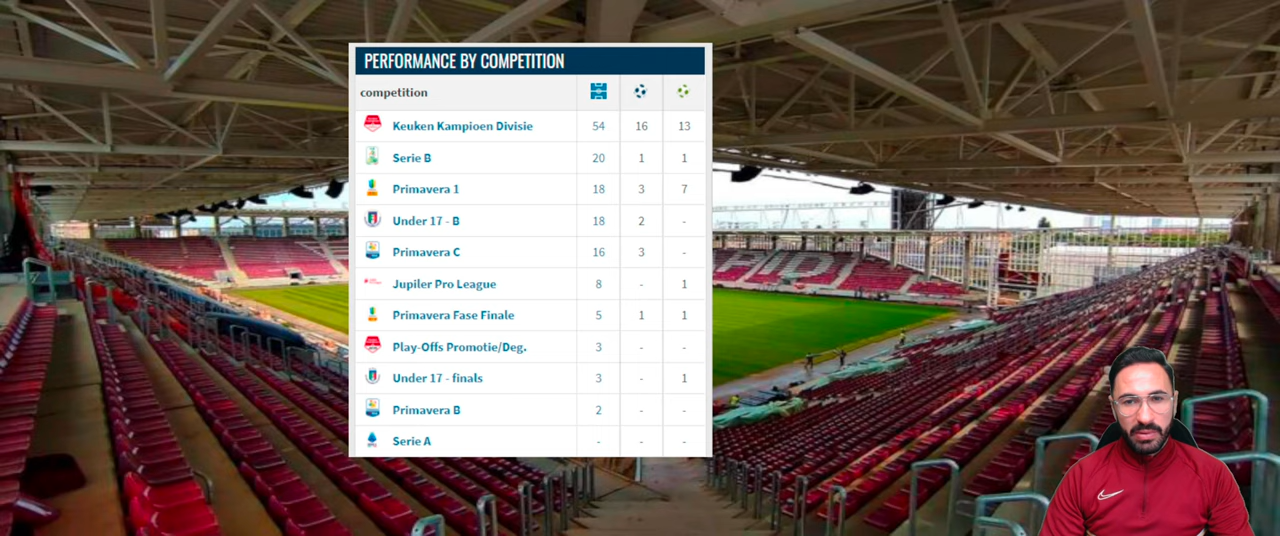 PERFORMANCE BY COMPETITION
competition
Keuken Kampioen Divisie 54 16 13
Serie B 20 1 1
Primavera 1 18 3 7
Under 17 - B 18 2 -
Primavera C 16 3 -
Jupiler Pro League 8 - 1
Primavera Fase Finale 5 1 1
Play-Offs Promotie/Deg. 3 - -
Under 17 - finals 3 - 1
Primavera B 2 - -
Serie A - - -